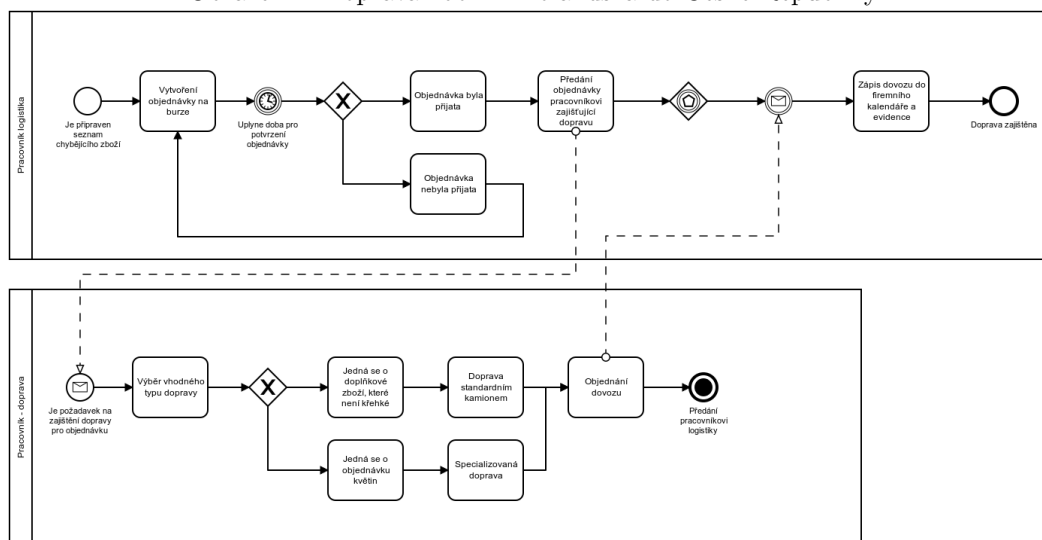 Pracovník logistika
Je připraven
seznam
chybějícího zboží
Vytvoření
objednávky na
burze
Uplyne doba pro
potvrzení
objednávky
Objednávka byla
přijata
Objednávka
nebyla přijata
Předání
objednávky
pracovníkovi
zajišťující
dopravu
Zápis dovozu do
firemního
kalendáře a
evidence
Doprava zajištěna
Pracovník - doprava
Je požadavek na
zajištění dopravy
pro objednávku
Výběr vhodného
typu dopravy
Jedná se o
doplňkové
zboží, které
není křehké
Jedná se o
objednávku
květin
Doprava
standardním
kamionem
Specializovaná
doprava
Objednání
dovozu
Předání
pracovníkovi
logistiky